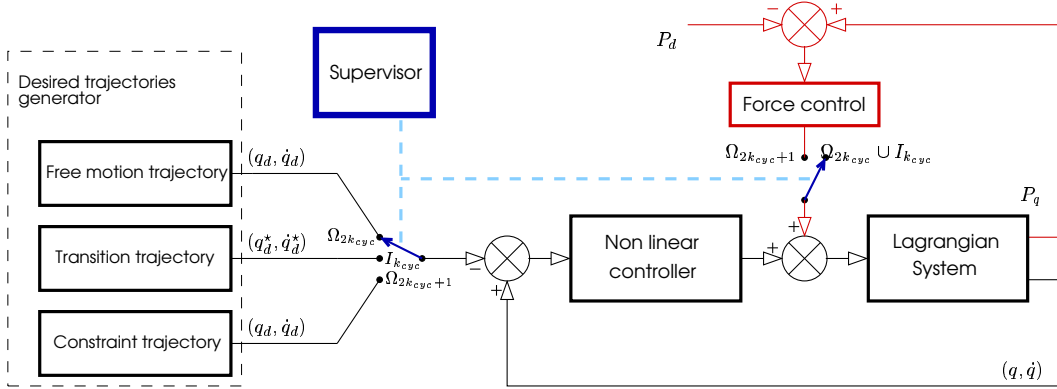 Desired trajectories
generator
Free motion trajectory
(q_d, q̇_d)
Transition trajectory
(q_d^⋆, q̇_d^⋆)
Constraint trajectory
(q_d, q̇_d)
Supervisor
Ω_{2k_{cyc}}
I_{k_{cyc}}
Ω_{2k_{cyc}+1}
−
+
Non linear
controller
P_d
−
+
Force control
Ω_{2k_{cyc}+1}
Ω_{2k_{cyc}} ∪ I_{k_{cyc}}
+
+
Lagrangian
System
P_q
(q, q̇)